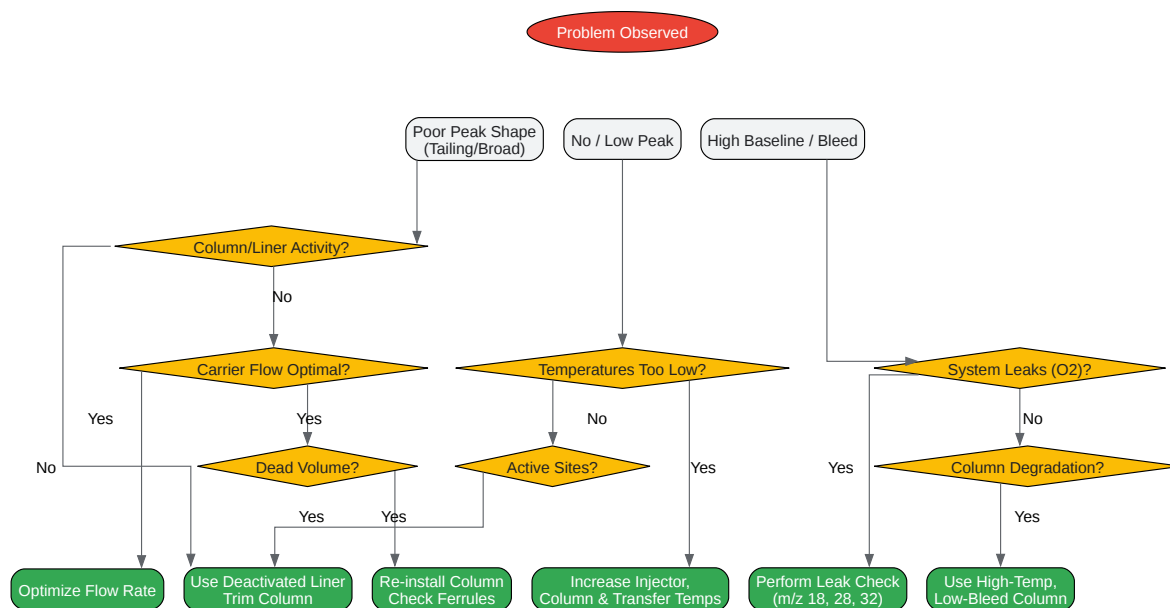 Problem Observed
Poor Peak Shape
(Tailing/Broad)
No / Low Peak
High Baseline / Bleed
Column/Liner Activity?
No
Carrier Flow Optimal?
Temperatures Too Low?
System Leaks (O2)?
Yes
Yes
No
No
Dead Volume?
Active Sites?
Column Degradation?
No
Yes
Yes
Yes
Yes
Yes
Optimize Flow Rate
Use Deactivated Liner
Trim Column
Re-install Column
Check Ferrules
Increase Injector,
Column & Transfer Temps
Perform Leak Check
(m/z 18, 28, 32)
Use High-Temp,
Low-Bleed Column